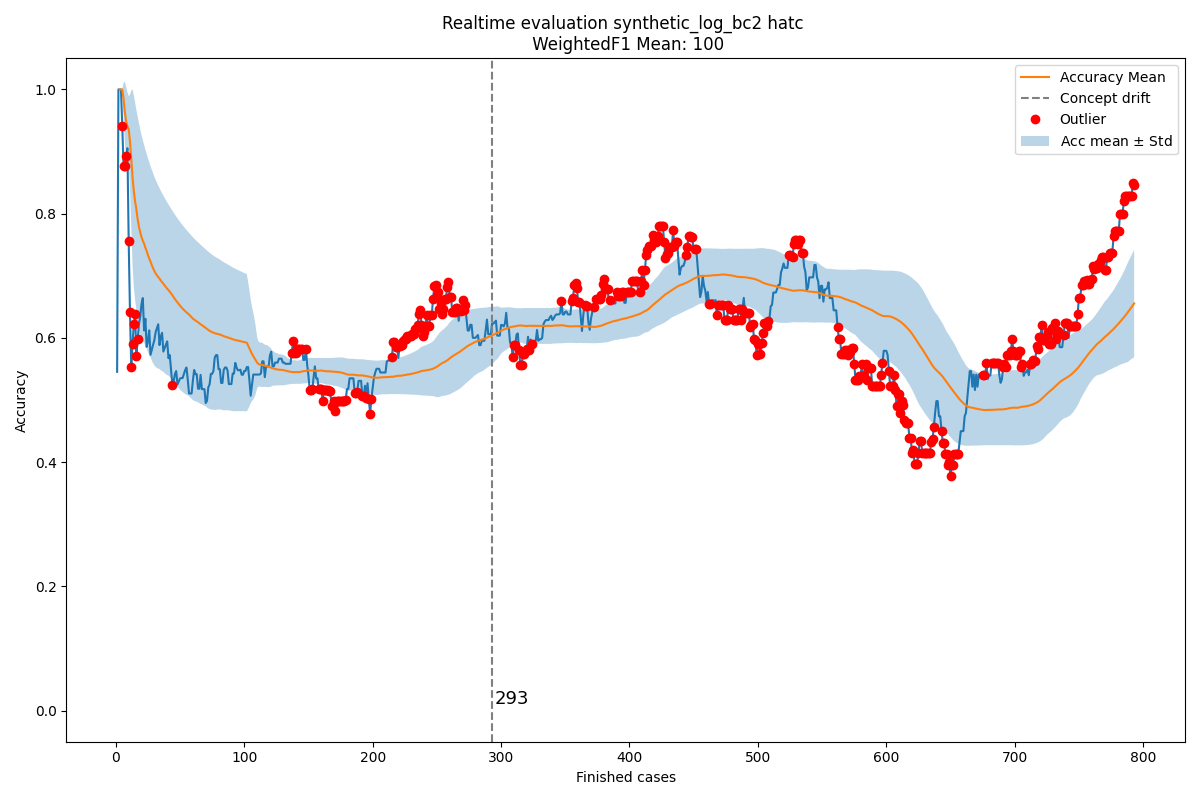 Realtime evaluation synthetic_log_bc2 hatc
WeightedF1 Mean: 100
Accuracy Mean
Concept drift
Outlier
Acc mean ± Std
1.0
0.8
0.6
0.4
0.2
0.0
Accuracy
293
0 100 200 300 400 500 600 700 800
Finished cases